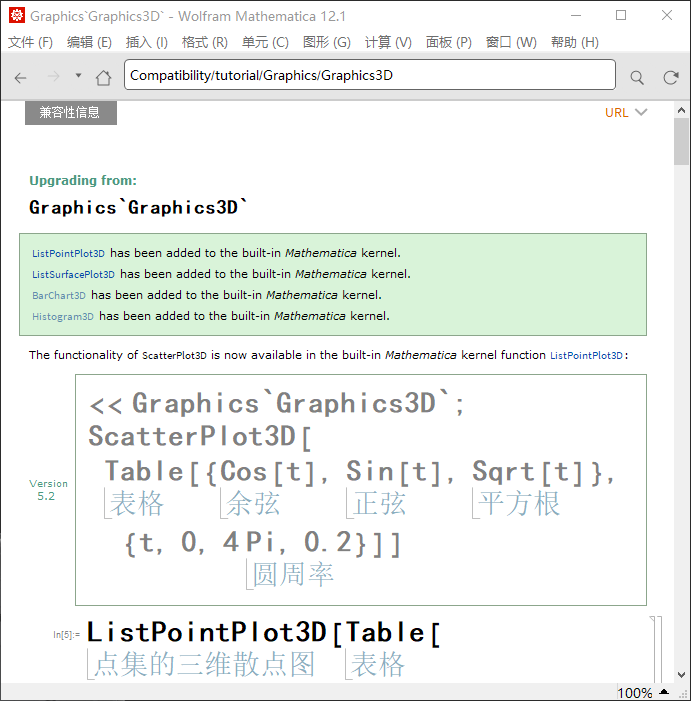 Graphics`Graphics3D` - Wolfram Mathematica 12.1
文件 (F) 编辑 (E) 插入 (I) 格式 (R) 单元 (C) 图形 (G) 计算 (V) 面板 (P) 窗口 (W) 帮助 (H)
Compatibility/tutorial/Graphics/Graphics3D
兼容性信息 URL
Upgrading from:
Graphics`Graphics3D`
ListPointPlot3D has been added to the built-in Mathematica kernel.
ListSurfacePlot3D has been added to the built-in Mathematica kernel.
BarChart3D has been added to the built-in Mathematica kernel.
Histogram3D has been added to the built-in Mathematica kernel.
The functionality of ScatterPlot3D is now available in the built-in Mathematica kernel function ListPointPlot3D:
Version 5.2
<< Graphics`Graphics3D`;
ScatterPlot3D[
Table[{Cos[t], Sin[t], Sqrt[t]},
表格 余弦 正弦 平方根
{t, 0, 4 Pi, 0.2}]]
圆周率
In[5]:= ListPointPlot3D[Table[
点集的三维散点图 表格
100%